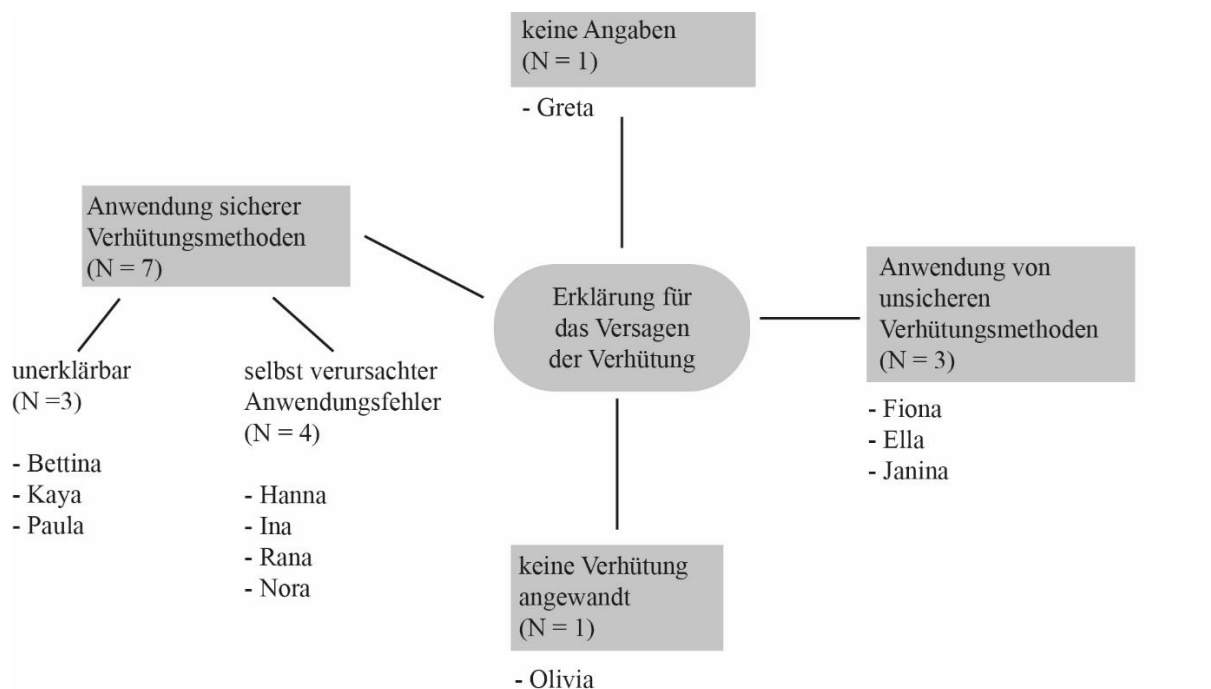 keine Angaben
(N = 1)
- Greta
Anwendung sicherer
Verhütungsmethoden
(N = 7)
unerklärbar
(N =3)
- Bettina
- Kaya
- Paula
selbst verursachter
Anwendungsfehler
(N = 4)
- Hanna
- Ina
- Rana
- Nora
Erklärung für
das Versagen
der Verhütung
Anwendung von
unsicheren
Verhütungsmethoden
(N = 3)
- Fiona
- Ella
- Janina
keine Verhütung
angewandt
(N = 1)
- Olivia